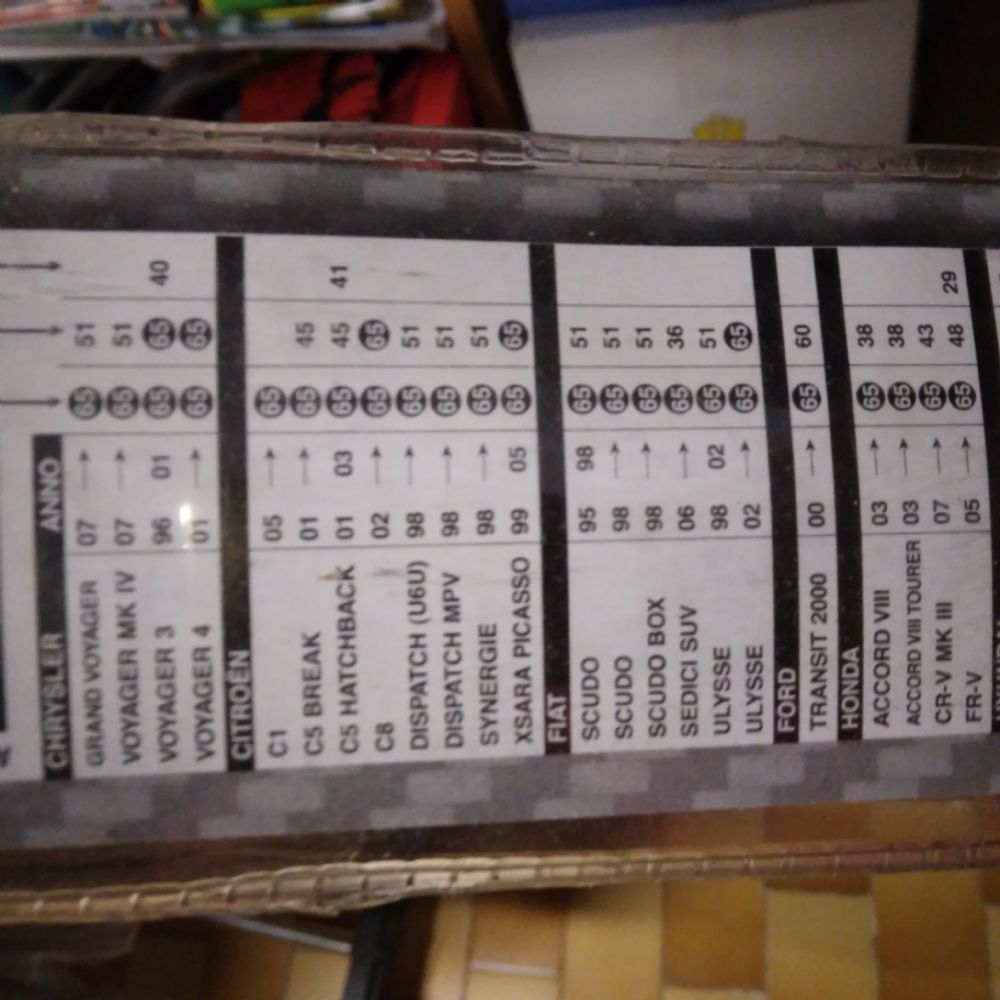 CHRYSLER ANNO
GRAND VOYAGER 07 → 65 51
VOYAGER MK IV 07 → 65 51
VOYAGER 3 96 01 65 65 40
VOYAGER 4 01 → 65 65
CITROËN
C1 05 → 65
C5 BREAK 01 → 65 45
C5 HATCHBACK 01 03 65 45 41
C8 02 → 65 65
DISPATCH (U6U) 98 → 65 51
DISPATCH MPV 98 → 65 51
SYNERGIE 98 → 65 51
XSARA PICASSO 99 05 65 65
FIAT
SCUDO 95 98 65 51
SCUDO 98 → 65 51
SCUDO BOX 98 → 65 51
SEDICI SUV 06 → 65 36
ULYSSE 98 02 65 51
ULYSSE 02 → 65 65
FORD
TRANSIT 2000 00 → 65 60
HONDA
ACCORD VIII 03 → 65 38
ACCORD VIII TOURER 03 → 65 38
CR-V MK III 07 → 65 43
FR-V 05 → 65 48 29